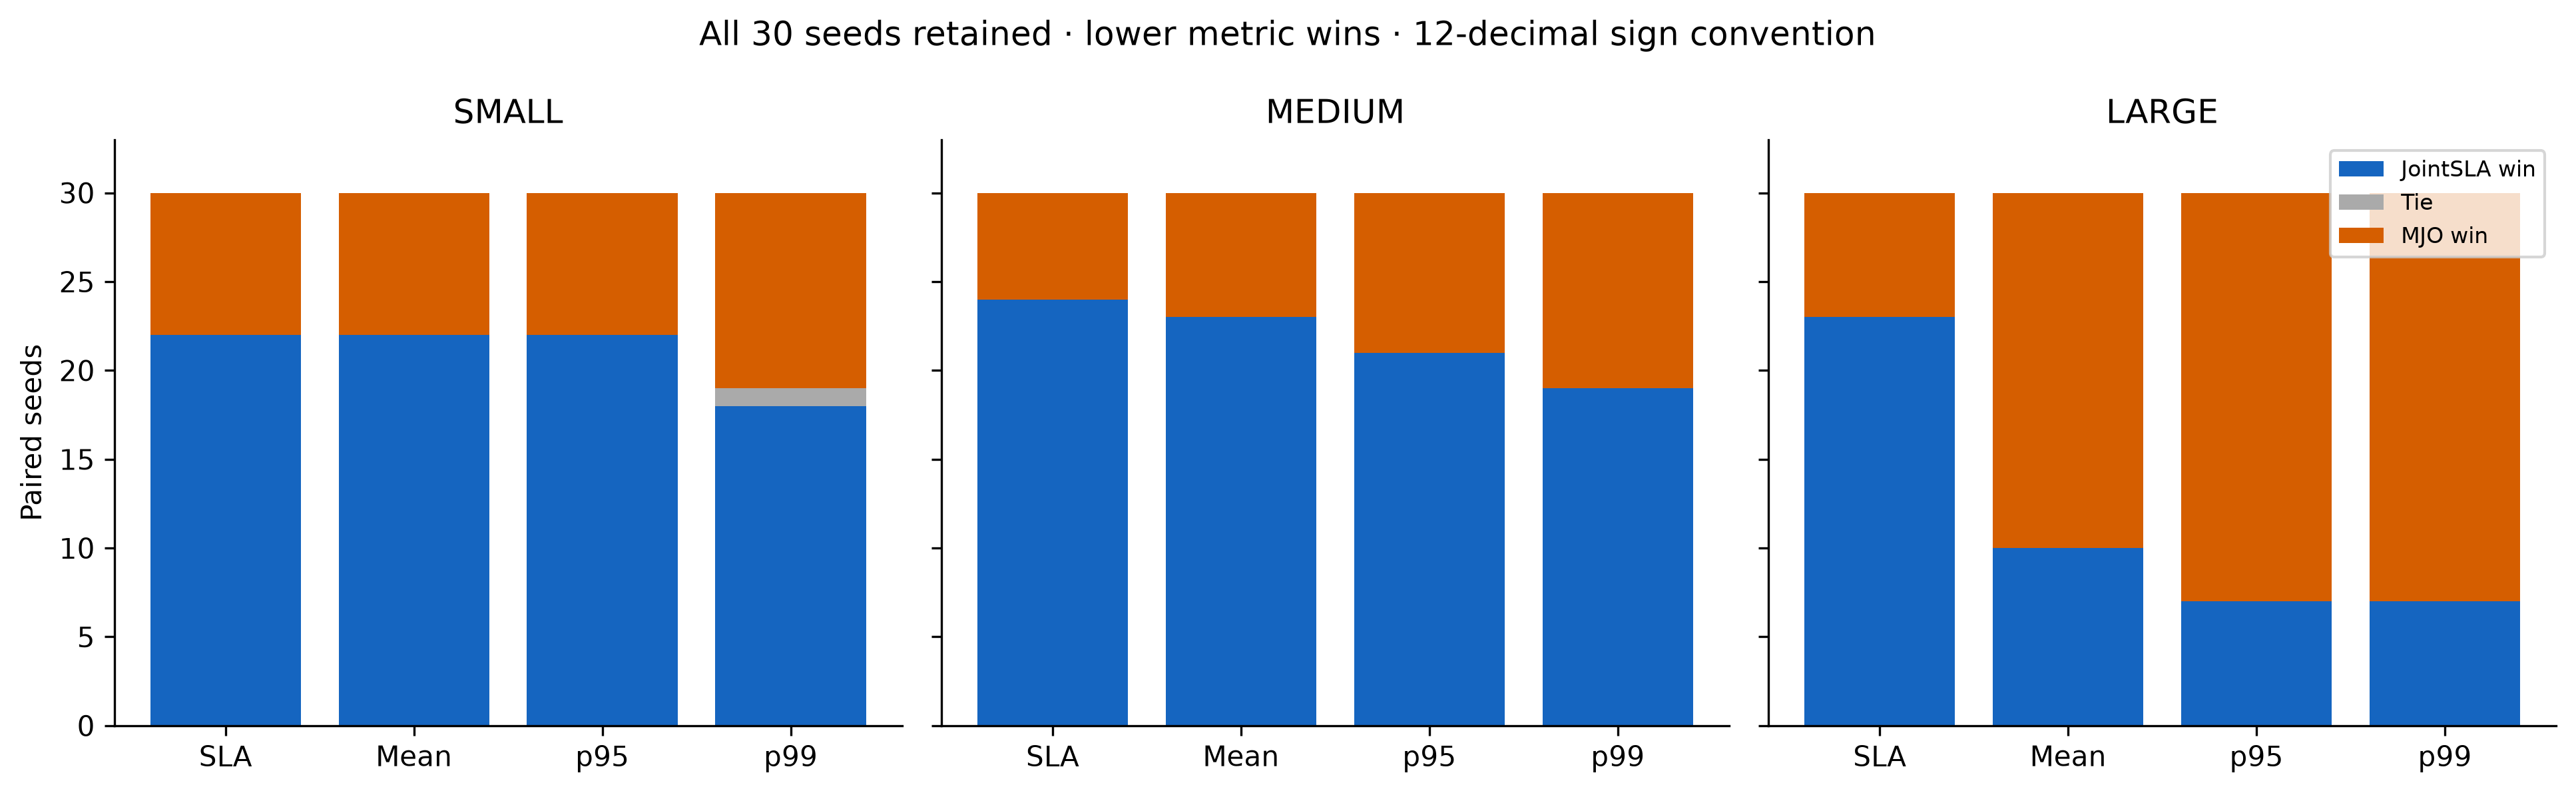 All 30 seeds retained · lower metric wins · 12-decimal sign convention
SMALL
MEDIUM
LARGE
JointSLA win
Tie
MJO win
Paired seeds
30
25
20
15
10
5
0
SLA Mean p95 p99
SLA Mean p95 p99
SLA Mean p95 p99